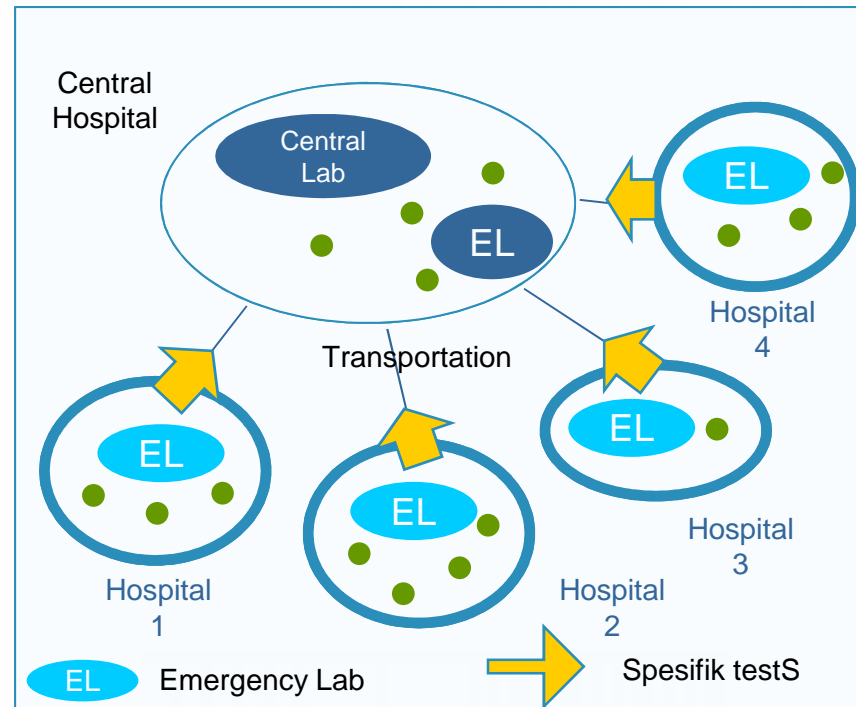 Central
Hospital
Central
Lab
EL
EL
Hospital
4
Transportation
EL
EL
EL
Hospital
3
Hospital
1
Hospital
2
EL
Emergency Lab
Spesifik testS